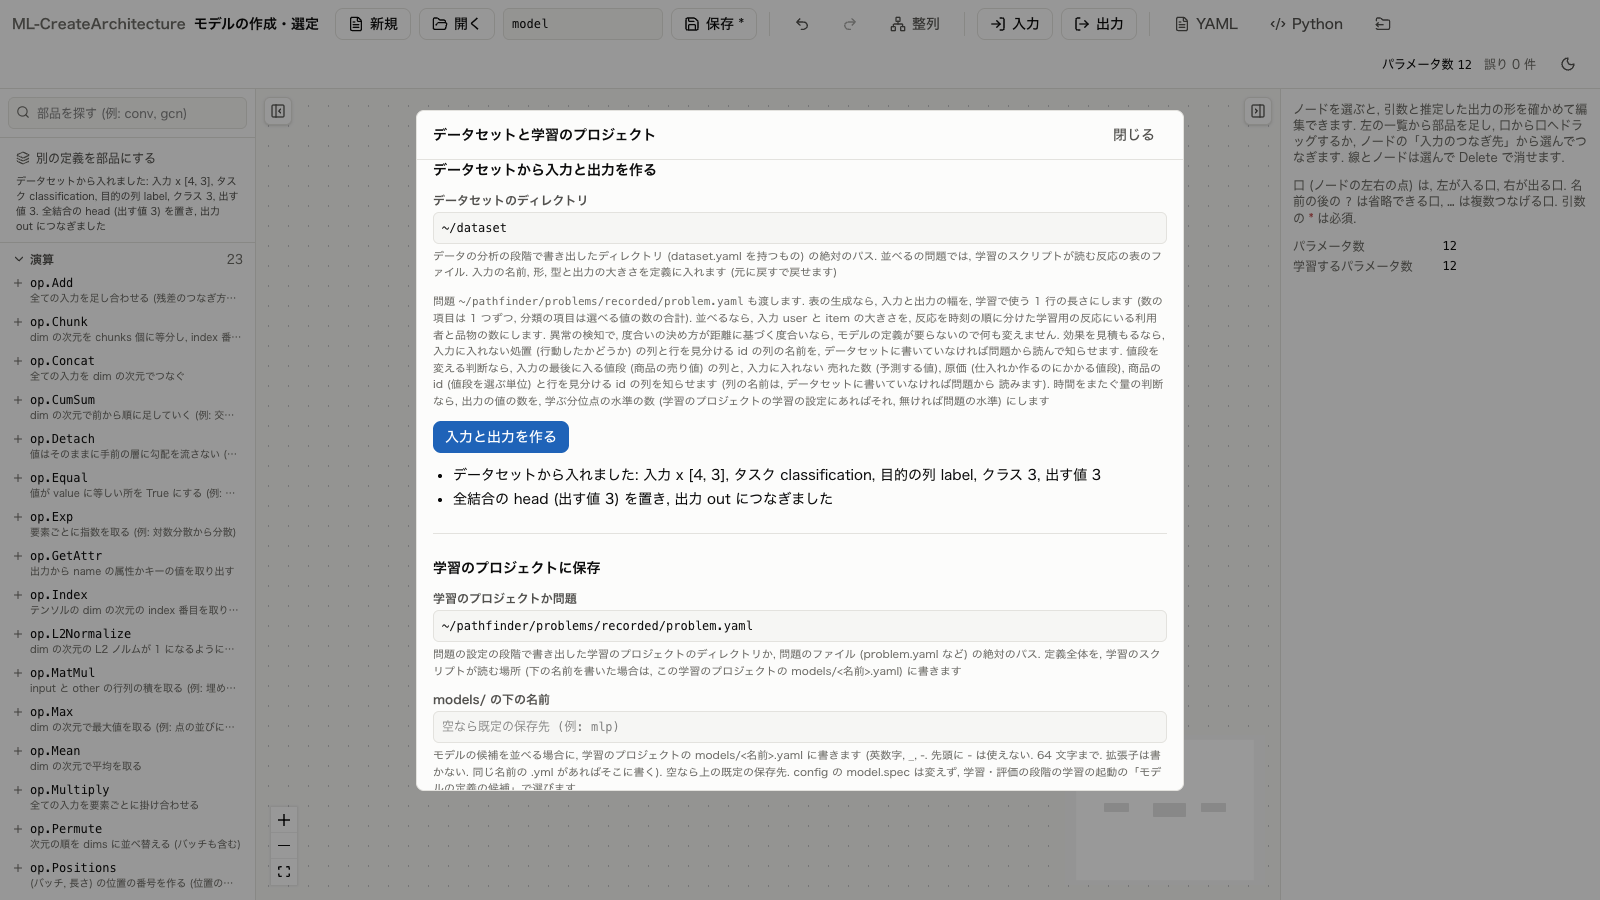 ML-CreateArchitecture モデルの作成・選定 新規 開く model 保存 * 整列 入力 出力 YAML Python
パラメータ数 12 誤り 0 件
部品を探す (例: conv, gcn)
別の定義を部品にする
データセットから入れました: 入力 x [4, 3], タス
ク classification, 目的の列 label, クラス 3, 出す
値 3. 全結合の head (出す値 3) を置き, 出力
out につなぎました
演算 23
op.Add
全ての入力を足し合わせる (残差のつなぎ方…
op.Chunk
dim の次元を chunks 個に等分し, index 番…
op.Concat
全ての入力を dim の次元でつなぐ
op.CumSum
dim の次元で前から順に足していく (例: 交…
op.Detach
値はそのままに手前の層に勾配を流さない (…
op.Equal
値が value に等しい所を True にする (例: …
op.Exp
要素ごとに指数を取る (例: 対数分散から分散)
op.GetAttr
出力から name の属性かキーの値を取り出す
op.Index
テンソルの dim の次元の index 番目を取り…
op.L2Normalize
dim の次元の L2 ノルムが 1 になるように…
op.MatMul
input と other の行列の積を取る (例: 埋め…
op.Max
dim の次元で最大値を取る (例: 点の並びに…
op.Mean
dim の次元で平均を取る
op.Multiply
全ての入力を要素ごとに掛け合わせる
op.Permute
次元の順を dims に並べ替える (バッチも含む)
op.Positions
(バッチ, 長さ) の位置の番号を作る (位置の…
データセットと学習のプロジェクト 閉じる
データセットから入力と出力を作る
データセットのディレクトリ
~/dataset
データの分析の段階で書き出したディレクトリ (dataset.yaml を持つもの) の絶対のパス. 並べるの問題では, 学習のスクリプトが読む反応の表のファ
イル. 入力の名前, 形, 型と出力の大きさを定義に入れます (元に戻すで戻せます)
問題 ~/pathfinder/problems/recorded/problem.yaml も渡します. 表の生成なら, 入力と出力の幅を, 学習で使う 1 行の長さにします (数の
項目は 1 つずつ, 分類の項目は選べる値の数の合計). 並べるなら, 入力 user と item の大きさを, 反応を時刻の順に分けた学習用の反応にいる利用
者と品物の数にします. 異常の検知で, 度合いの決め方が距離に基づく度合いなら, モデルの定義が要らないので何も変えません. 効果を見積もるなら,
入力に入れない処置 (行動したかどうか) の列と行を見分ける id の列の名前を, データセットに書いていなければ問題から読んで知らせます. 値段を
変える判断なら, 入力の最後に入る値段 (商品の売り値) の列と, 入力に入れない 売れた数 (予測する値), 原価 (仕入れか作るのにかかる値段), 商品の
id (値段を選ぶ単位) と行を見分ける id の列を知らせます (列の名前は, データセットに書いていなければ問題から 読みます). 時間をまたぐ量の判断
なら, 出力の値の数を, 学ぶ分位点の水準の数 (学習のプロジェクトの学習の設定にあればそれ, 無ければ問題の水準) にします
入力と出力を作る
• データセットから入れました: 入力 x [4, 3], タスク classification, 目的の列 label, クラス 3, 出す値 3
• 全結合の head (出す値 3) を置き, 出力 out につなぎました
学習のプロジェクトに保存
学習のプロジェクトか問題
~/pathfinder/problems/recorded/problem.yaml
問題の設定の段階で書き出した学習のプロジェクトのディレクトリか, 問題のファイル (problem.yaml など) の絶対のパス. 定義全体を, 学習のスク
リプトが読む場所 (下の名前を書いた場合は, この学習のプロジェクトの models/<名前>.yaml) に書きます
models/ の下の名前
空なら既定の保存先 (例: mlp)
モデルの候補を並べる場合に, 学習のプロジェクトの models/<名前>.yaml に書きます (英数字, _, -. 先頭に - は使えない. 64 文字まで. 拡張子は書
かない. 同じ名前の .yml があればそこに書く). 空なら上の既定の保存先. config の model.spec は変えず, 学習・評価の段階の学習の起動の「モデ
ルの定義の候補」で選びます
ノードを選ぶと, 引数と推定した出力の形を確かめて編
集できます. 左の一覧から部品を足し, 口から口へドラ
ッグするか, ノードの「入力のつなぎ先」から選んでつ
なぎます. 線とノードは選んで Delete で消せます.
口 (ノードの左右の点) は, 左が入る口, 右が出る口. 名
前の後の ? は省略できる口, … は複数つなげる口. 引数
の * は必須.
パラメータ数 12
学習するパラメータ数 12